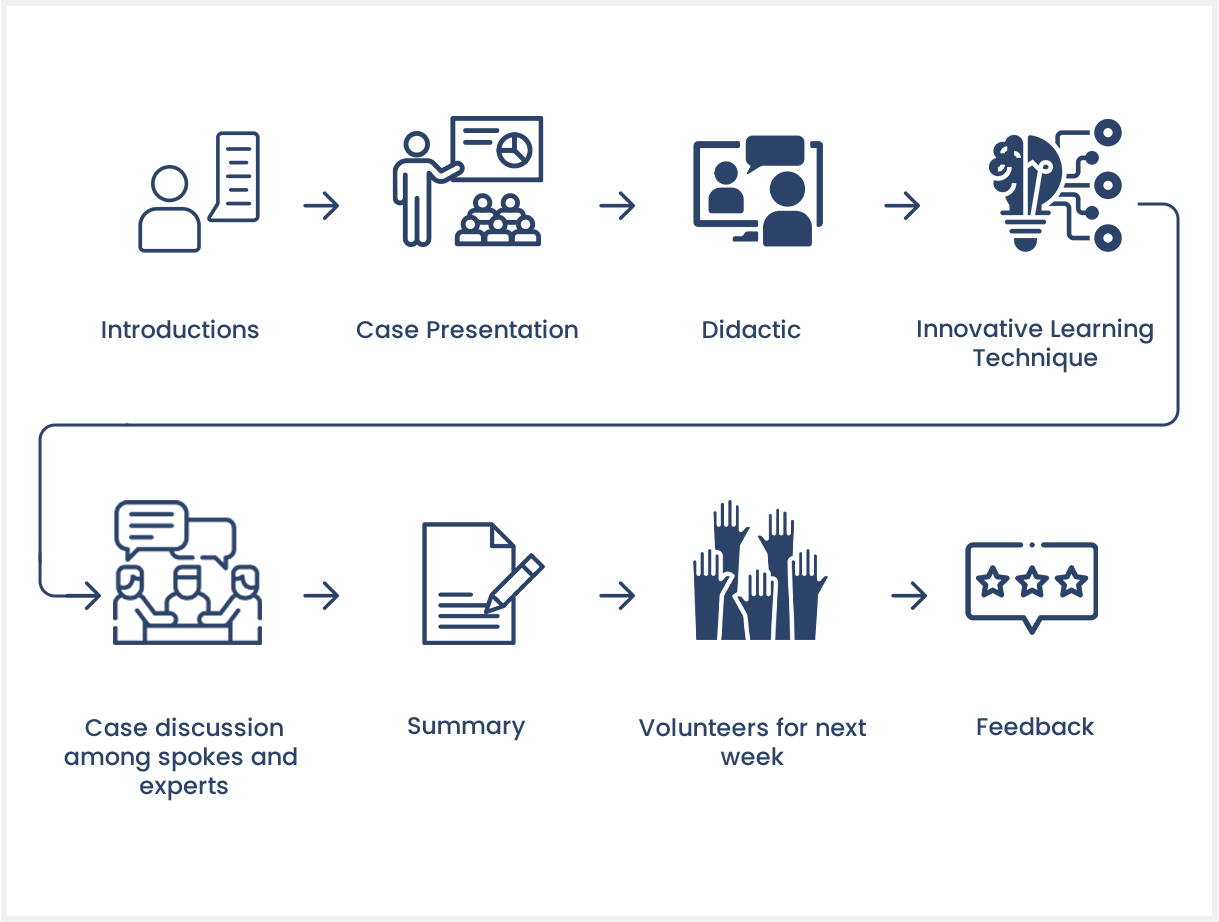 Introductions
Case Presentation
Didactic
Innovative Learning
Technique
Case discussion
among spokes and
experts
Summary
Volunteers for next
week
Feedback